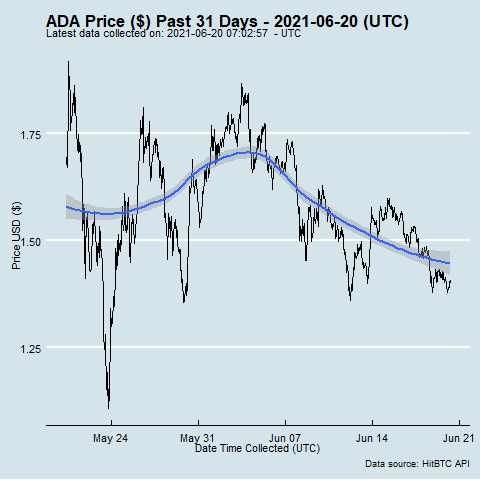 ADA Price ($) Past 31 Days - 2021-06-20 (UTC)
Latest data collected on: 2021-06-20 07:02:57 - UTC
Price USD ($)
1.75
1.50
1.25
May 24 May 31 Jun 07 Jun 14 Jun 21
Date Time Collected (UTC)
Data source: HitBTC API